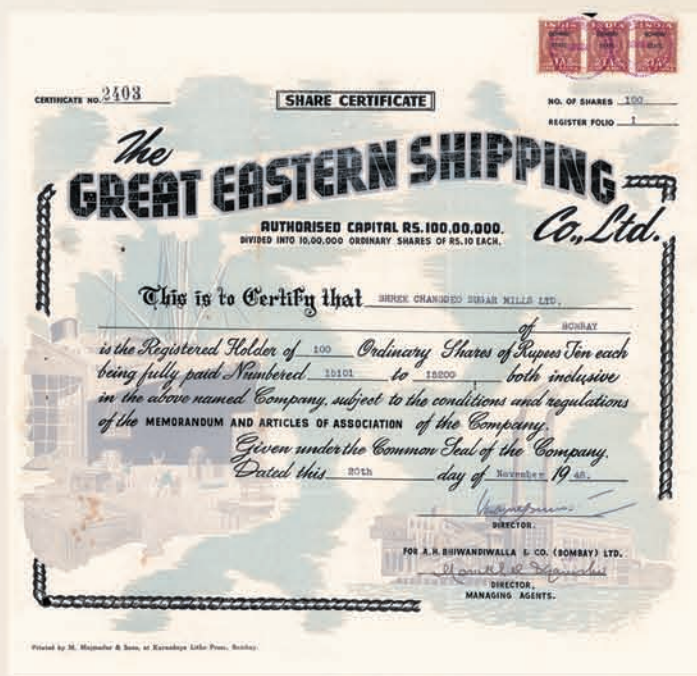 CERTIFICATE NO. 2403
SHARE CERTIFICATE
NO. OF SHARES 100
REGISTER FOLIO 1
The
GREAT EASTERN SHIPPING
Co., Ltd.
AUTHORISED CAPITAL RS. 100,00,000.
DIVIDED INTO 10,00,000 ORDINARY SHARES OF RS. 10 EACH.
This is to Certify that SHREE CHANGDEO SUGAR MILLS LTD.
of BOMBAY
is the Registered Holder of 100 Ordinary Shares of Rupees Ten each
being fully paid Numbered 15101 to 15200 both inclusive
in the above named Company, subject to the conditions and regulations
of the MEMORANDUM AND ARTICLES OF ASSOCIATION of the Company.
Given under the Common Seal of the Company.
Dated this 20th day of November 19 48.
DIRECTOR.
FOR A.H. BHIWANDIWALLA & CO. (BOMBAY) LTD.
DIRECTOR,
MANAGING AGENTS.
Printed by M. Majmudar & Sons, at Litho Press, Bombay.